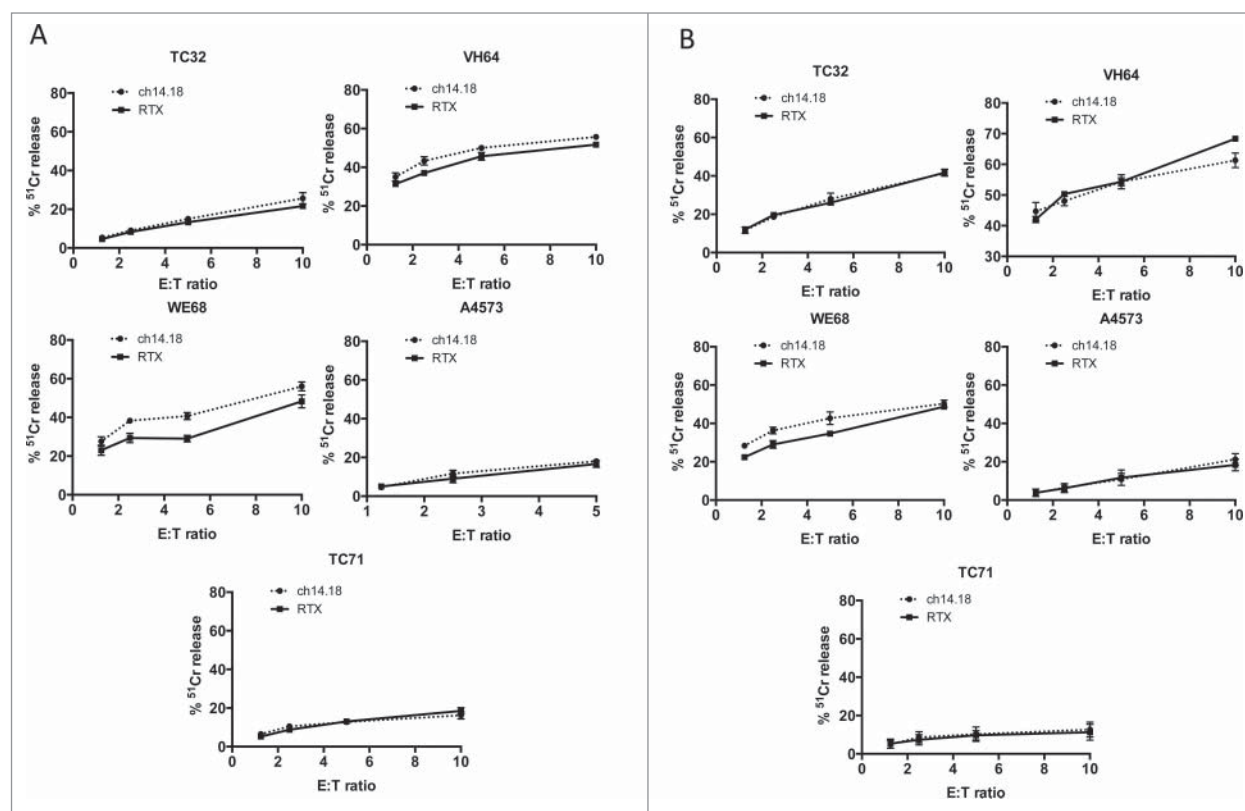 A
TC32
ch14.18
RTX
80
60
40
20
0
% ⁵¹Cr release
0 2 4 6 8 10
E:T ratio
VH64
ch14.18
RTX
80
60
40
20
0
% ⁵¹Cr release
0 2 4 6 8 10
E:T ratio
WE68
ch14.18
RTX
80
60
40
20
0
% ⁵¹Cr release
0 2 4 6 8 10
E:T ratio
A4573
ch14.18
RTX
80
60
40
20
0
% ⁵¹Cr release
1 2 3 4 5
E:T ratio
TC71
ch14.18
RTX
80
60
40
20
0
% ⁵¹Cr release
0 2 4 6 8 10
E:T ratio
B
TC32
ch14.18
RTX
80
60
40
20
0
% ⁵¹Cr release
0 2 4 6 8 10
E:T ratio
VH64
ch14.18
RTX
80
70
60
50
40
30
% ⁵¹Cr release
0 2 4 6 8 10
E:T ratio
WE68
ch14.18
RTX
80
60
40
20
0
% ⁵¹Cr release
0 2 4 6 8 10
E:T ratio
A4573
ch14.18
RTX
80
60
40
20
0
% ⁵¹Cr release
0 2 4 6 8 10
E:T ratio
TC71
ch14.18
RTX
80
60
40
20
0
% ⁵¹Cr release
0 2 4 6 8 10
E:T ratio